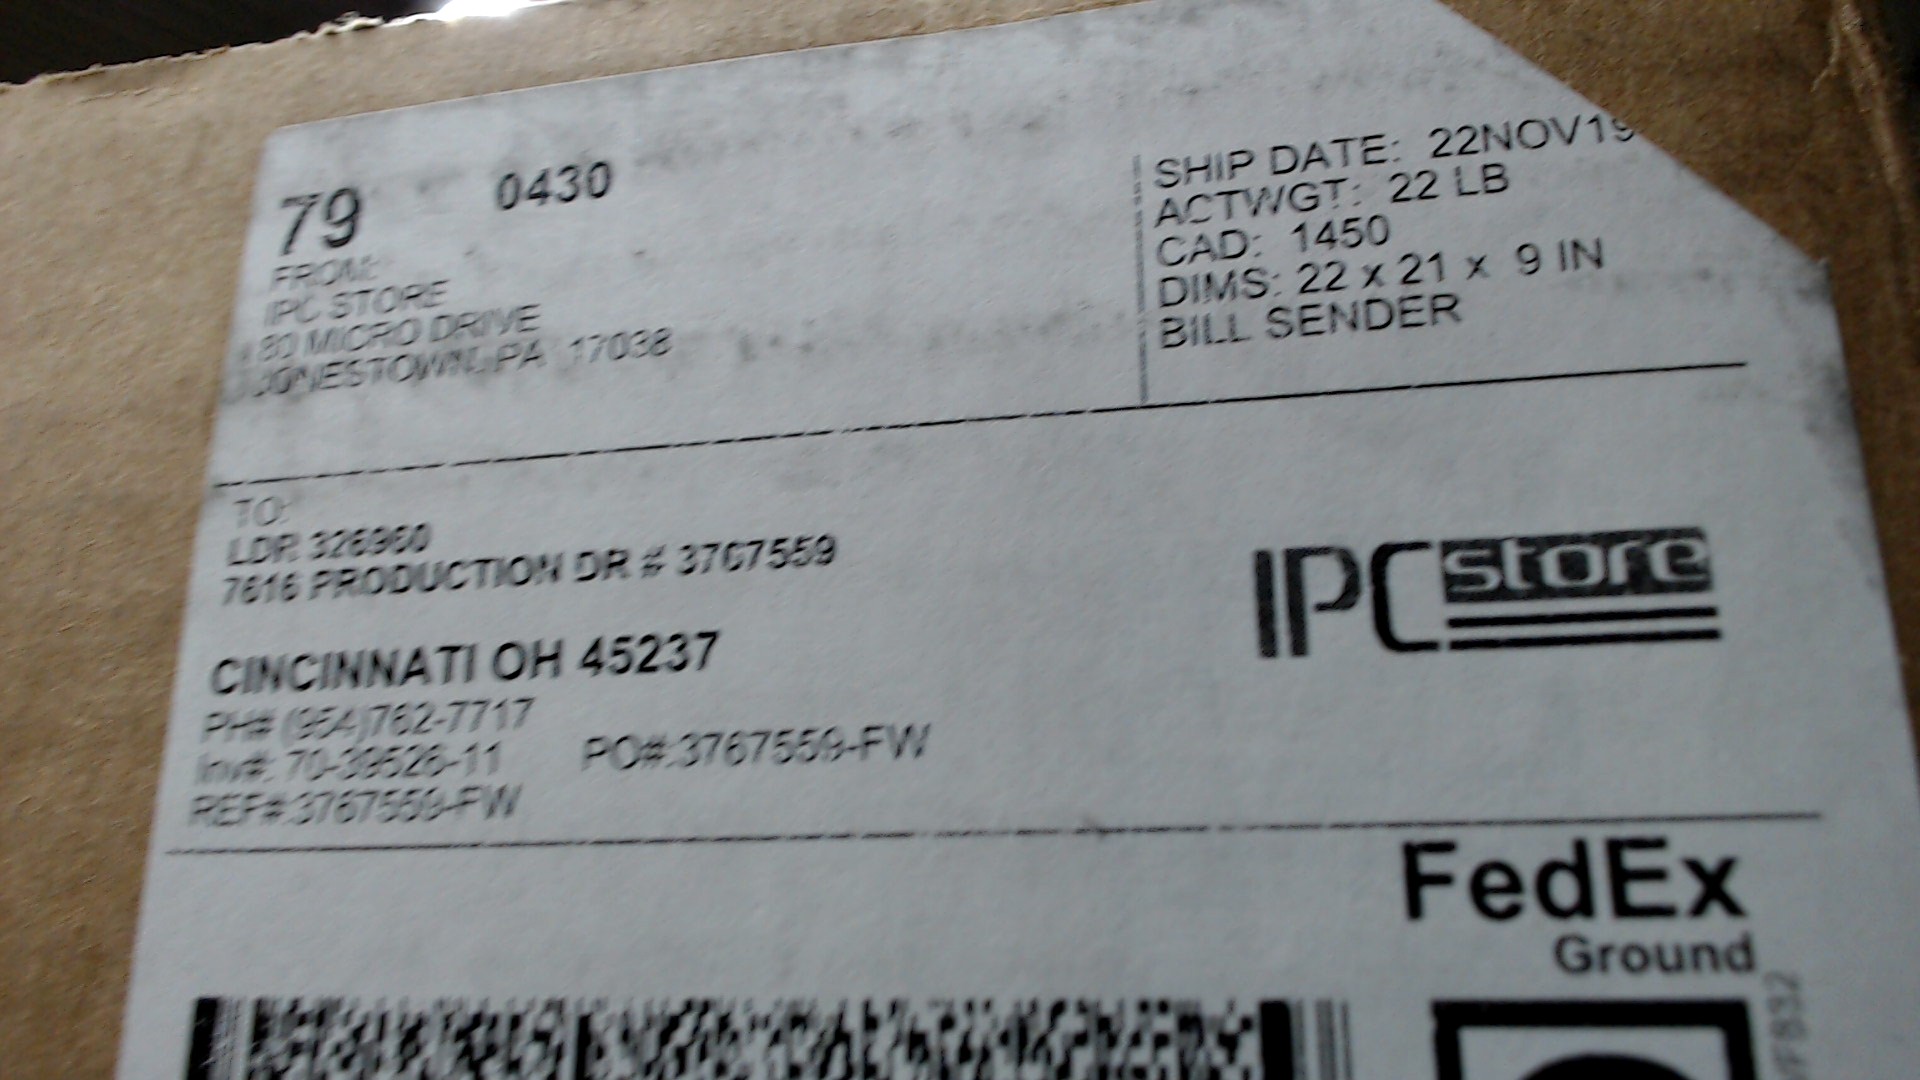 79 0430
FROM:
IPC STORE
80 MICRO DRIVE
JONESTOWN, PA 17038
SHIP DATE: 22NOV19
ACTWGT: 22 LB
CAD: 1450
DIMS: 22 x 21 x 9 IN
BILL SENDER
TO:
LDR 326960
7616 PRODUCTION DR # 3767559
CINCINNATI OH 45237
PH# (954)762-7717
Inv#: 70-39526-11 PO#:3767559-FW
REF#:3767559-FW
IPC store
FedEx
Ground